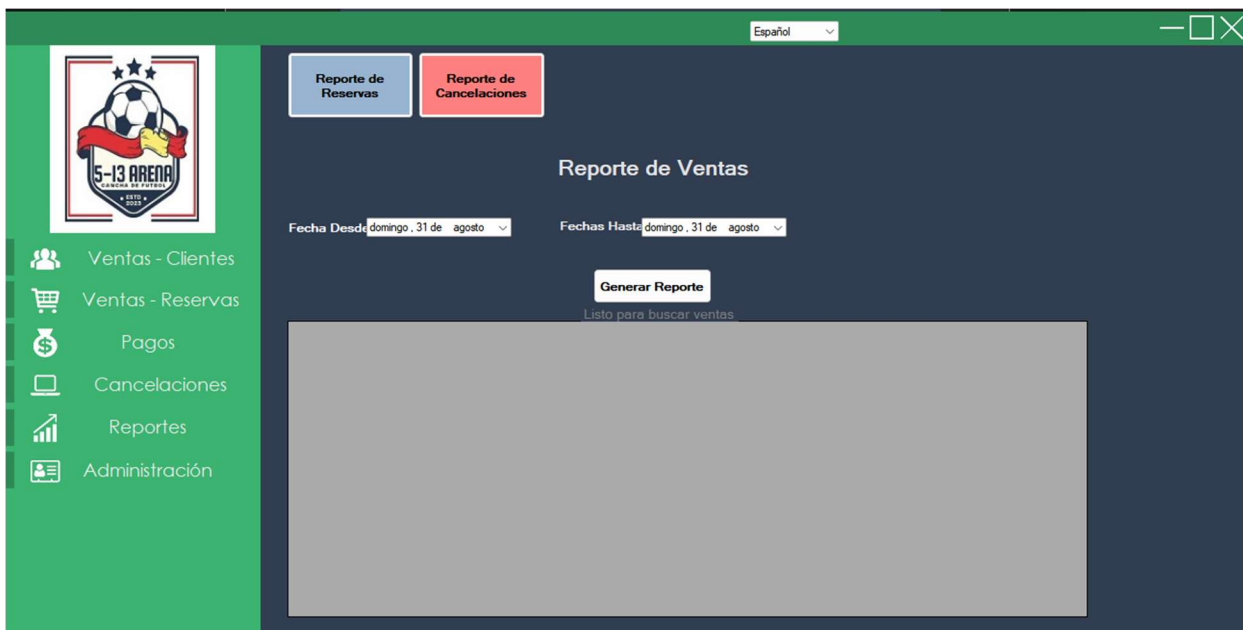 Español
5-13 ARENA
CANCHA DE FUTBOL
ESTD
2023
Reporte de
Reservas
Reporte de
Cancelaciones
Reporte de Ventas
Fecha Desde
domingo , 31 de agosto
Fechas Hasta
domingo , 31 de agosto
Generar Reporte
Listo para buscar ventas
Ventas - Clientes
Ventas - Reservas
Pagos
Cancelaciones
Reportes
Administración